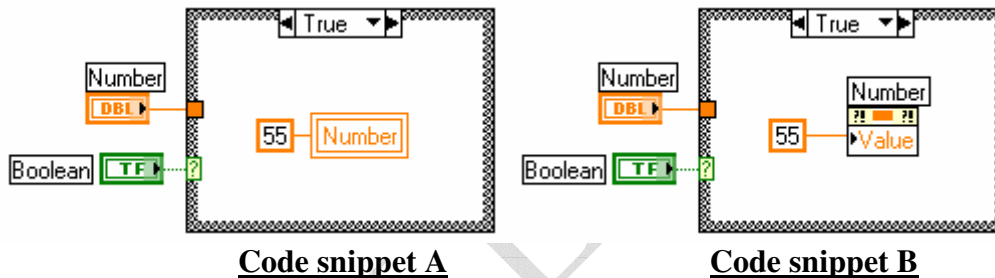 True
Number
DBL
55
Number
Boolean
TF
?
Code snippet A
True
Number
DBL
Number
?! ?!
55
Value
Boolean
TF
?
Code snippet B